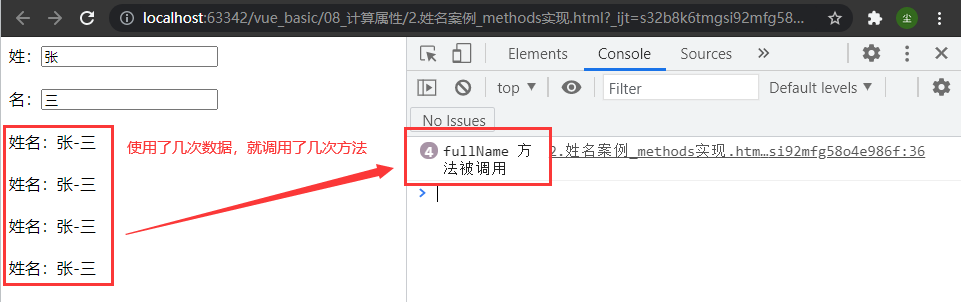 localhost:63342/vue_basic/08_计算属性/2.姓名案例_methods实现.html?_ijt=s32b8k6tmgsi92mfg58...
尘
姓：张
名：三
姓名：张-三
姓名：张-三
姓名：张-三
姓名：张-三
使用了几次数据，就调用了几次方法
Elements Console Sources
top Filter Default levels
No Issues
4 fullName 方 2.姓名案例_methods实现.htm…si92mfg58o4e986f:36
法被调用